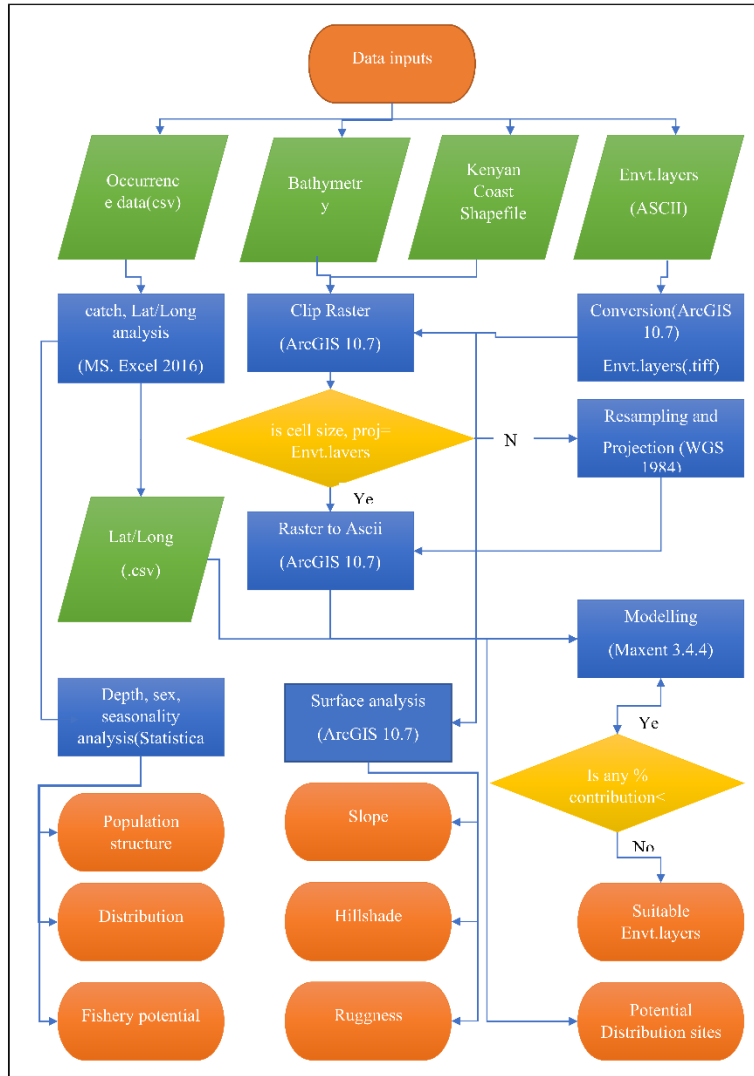 Data inputs
Occurrenc
e data(csv)
Bathymetr
y
Kenyan
Coast
Shapefile
Envt.layers
(ASCII)
catch, Lat/Long
analysis
(MS. Excel 2016)
Clip Raster
(ArcGIS 10.7)
Conversion(ArcGIS
10.7)
Envt.layers(.tiff)
is cell size, proj=
Envt.layers
N
Resampling and
Projection (WGS
1984)
Ye
Lat/Long
(.csv)
Raster to Ascii
(ArcGIS 10.7)
Modelling
(Maxent 3.4.4)
Depth, sex,
seasonality
analysis(Statistica
Surface analysis
(ArcGIS 10.7)
Ye
Is any %
contribution<
No
Population
structure
Slope
Distribution
Hillshade
Suitable
Envt.layers
Fishery potential
Ruggness
Potential
Distribution sites